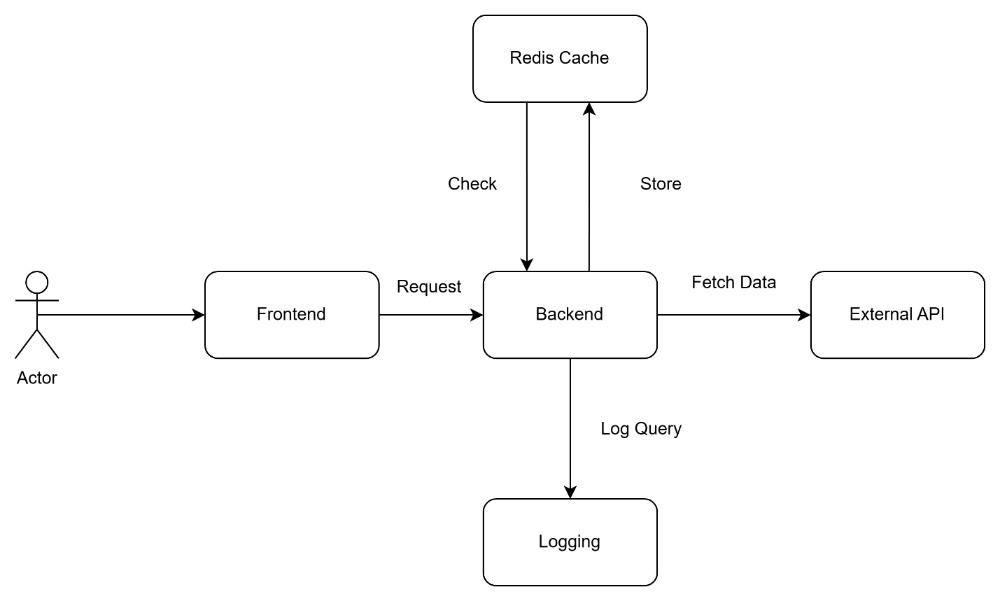 Redis Cache
Check
Store
Request
Fetch Data
Frontend
Backend
External API
Actor
Log Query
Logging